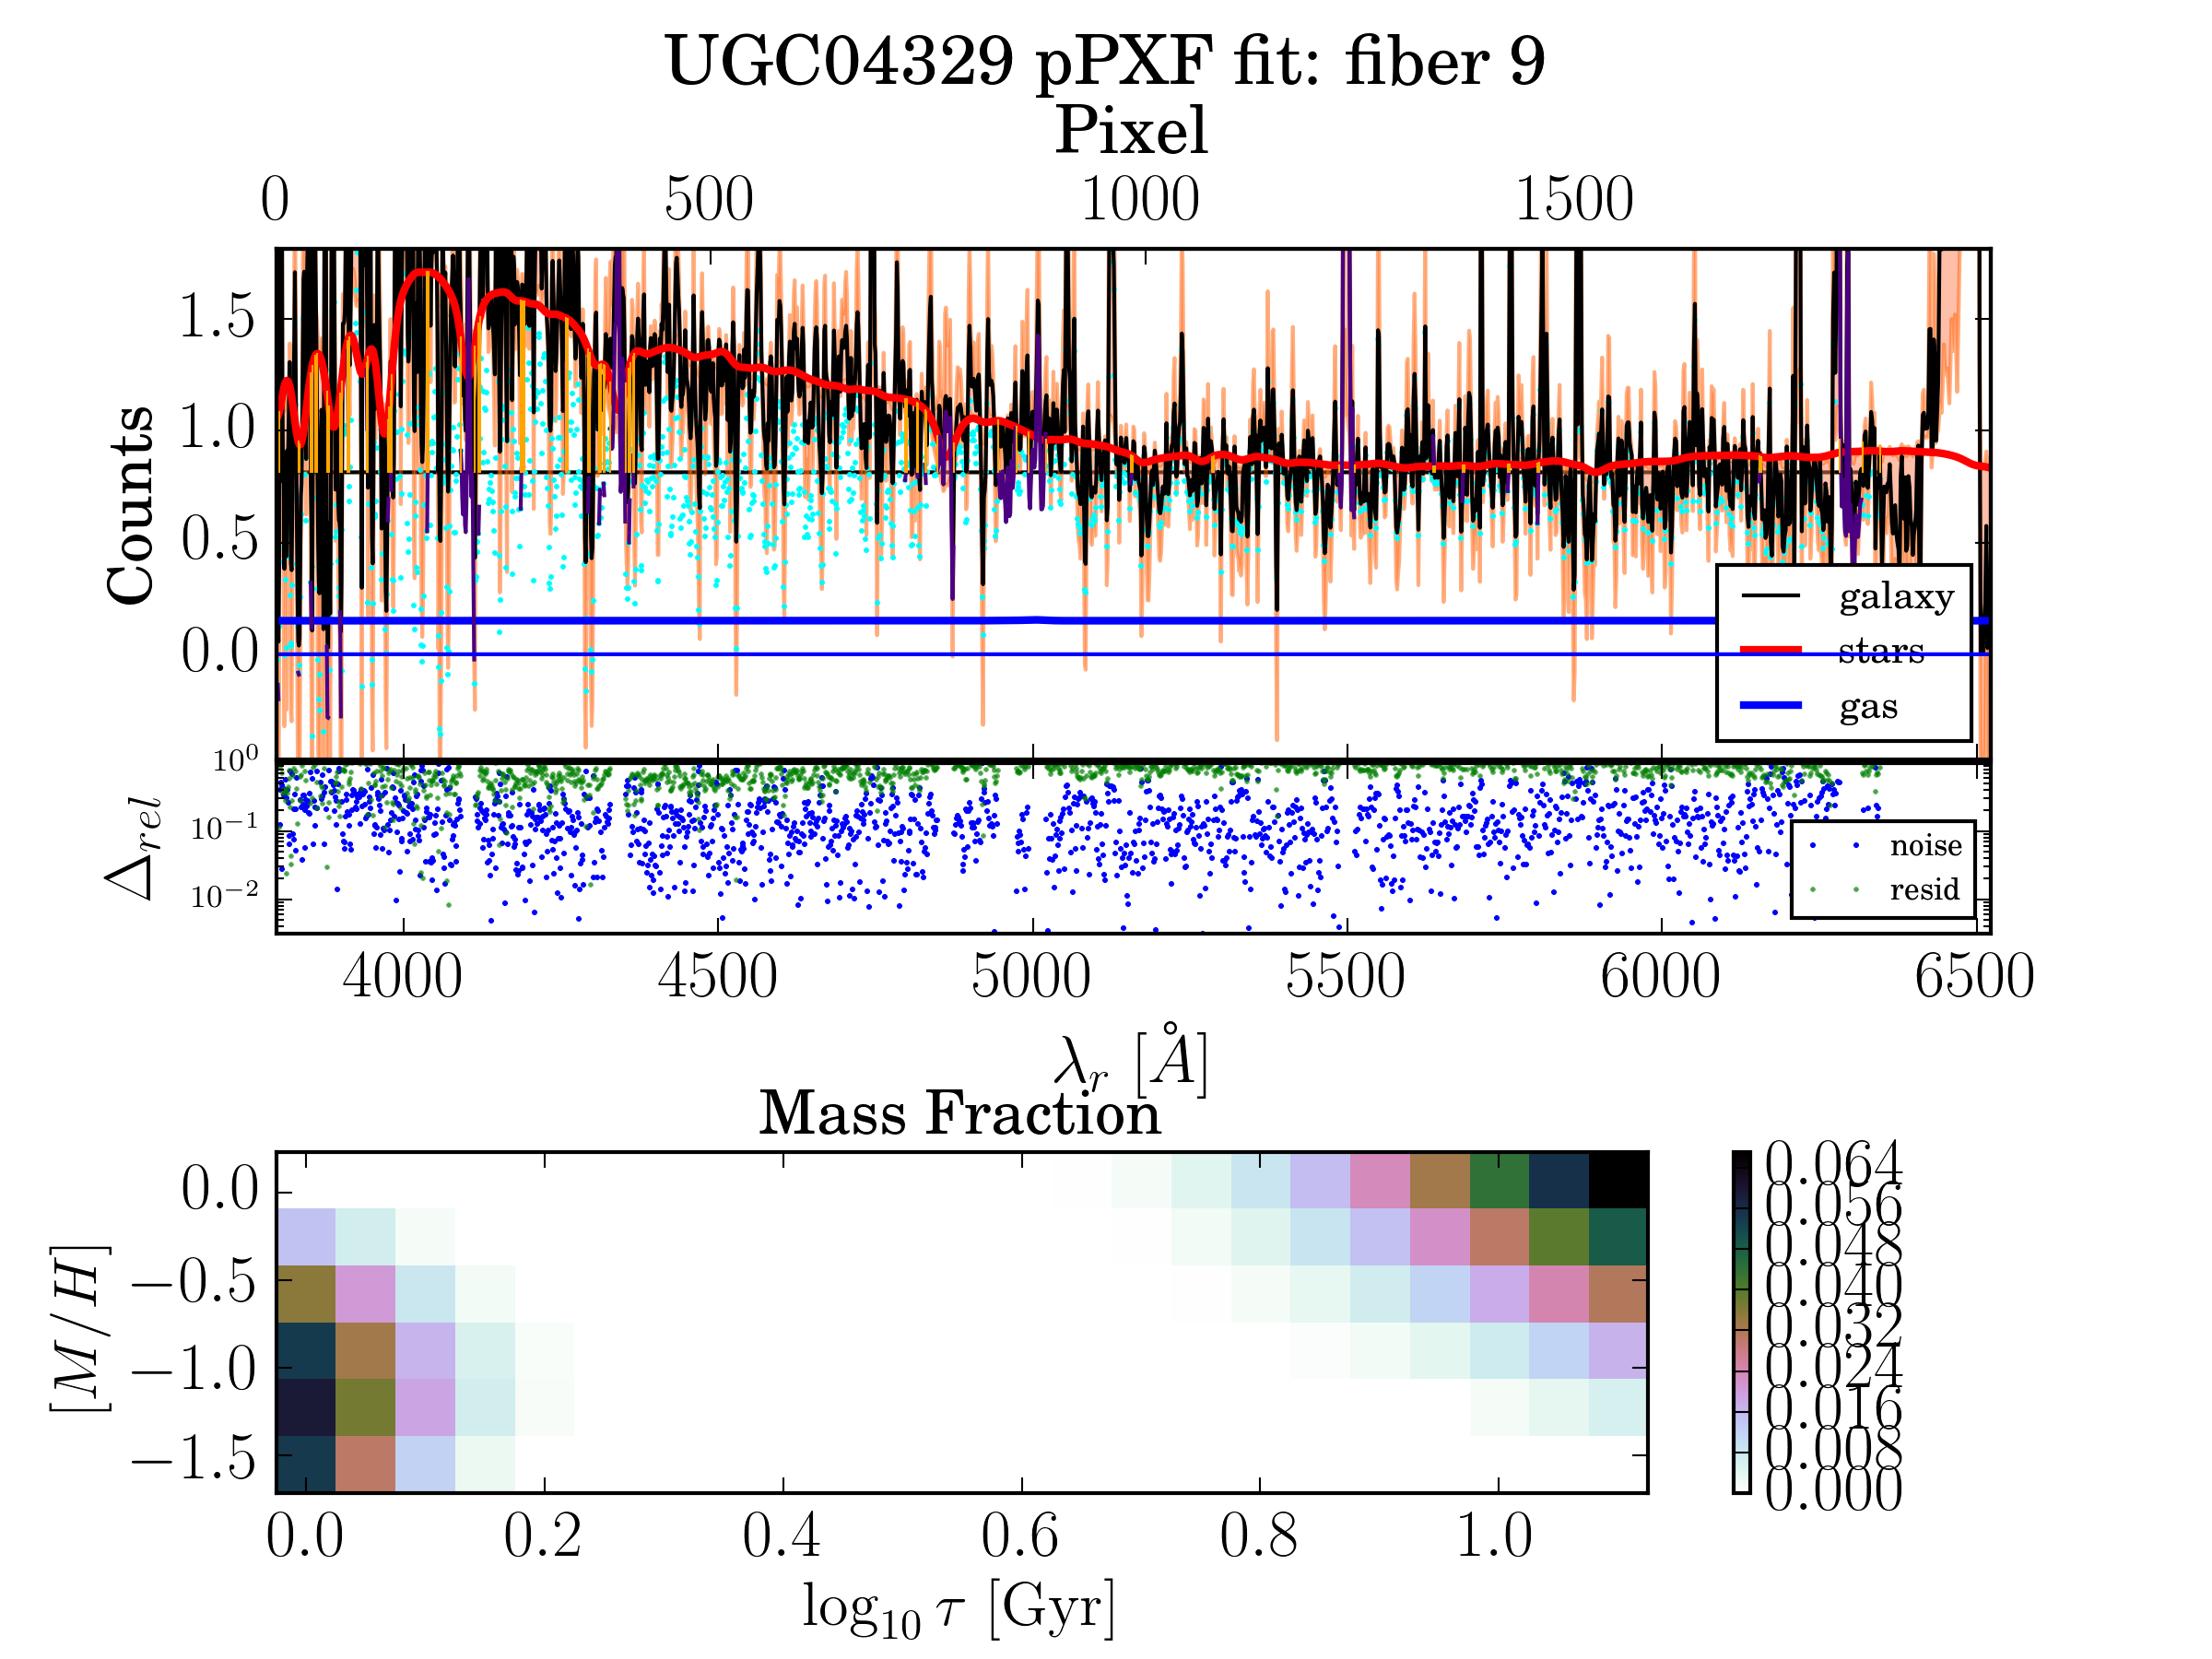 UGC04329 pPXF fit: fiber 9
Pixel
0 500 1000 1500
Counts
1.5
1.0
0.5
0.0
galaxy
stars
gas
Δrel
10⁰
10⁻¹
10⁻²
noise
resid
4000 4500 5000 5500 6000 6500
λr [Å]
Mass Fraction
[M/H]
0.0
−0.5
−1.0
−1.5
0.064
0.056
0.048
0.040
0.032
0.024
0.016
0.008
0.000
0.0 0.2 0.4 0.6 0.8 1.0
log₁₀ τ [Gyr]